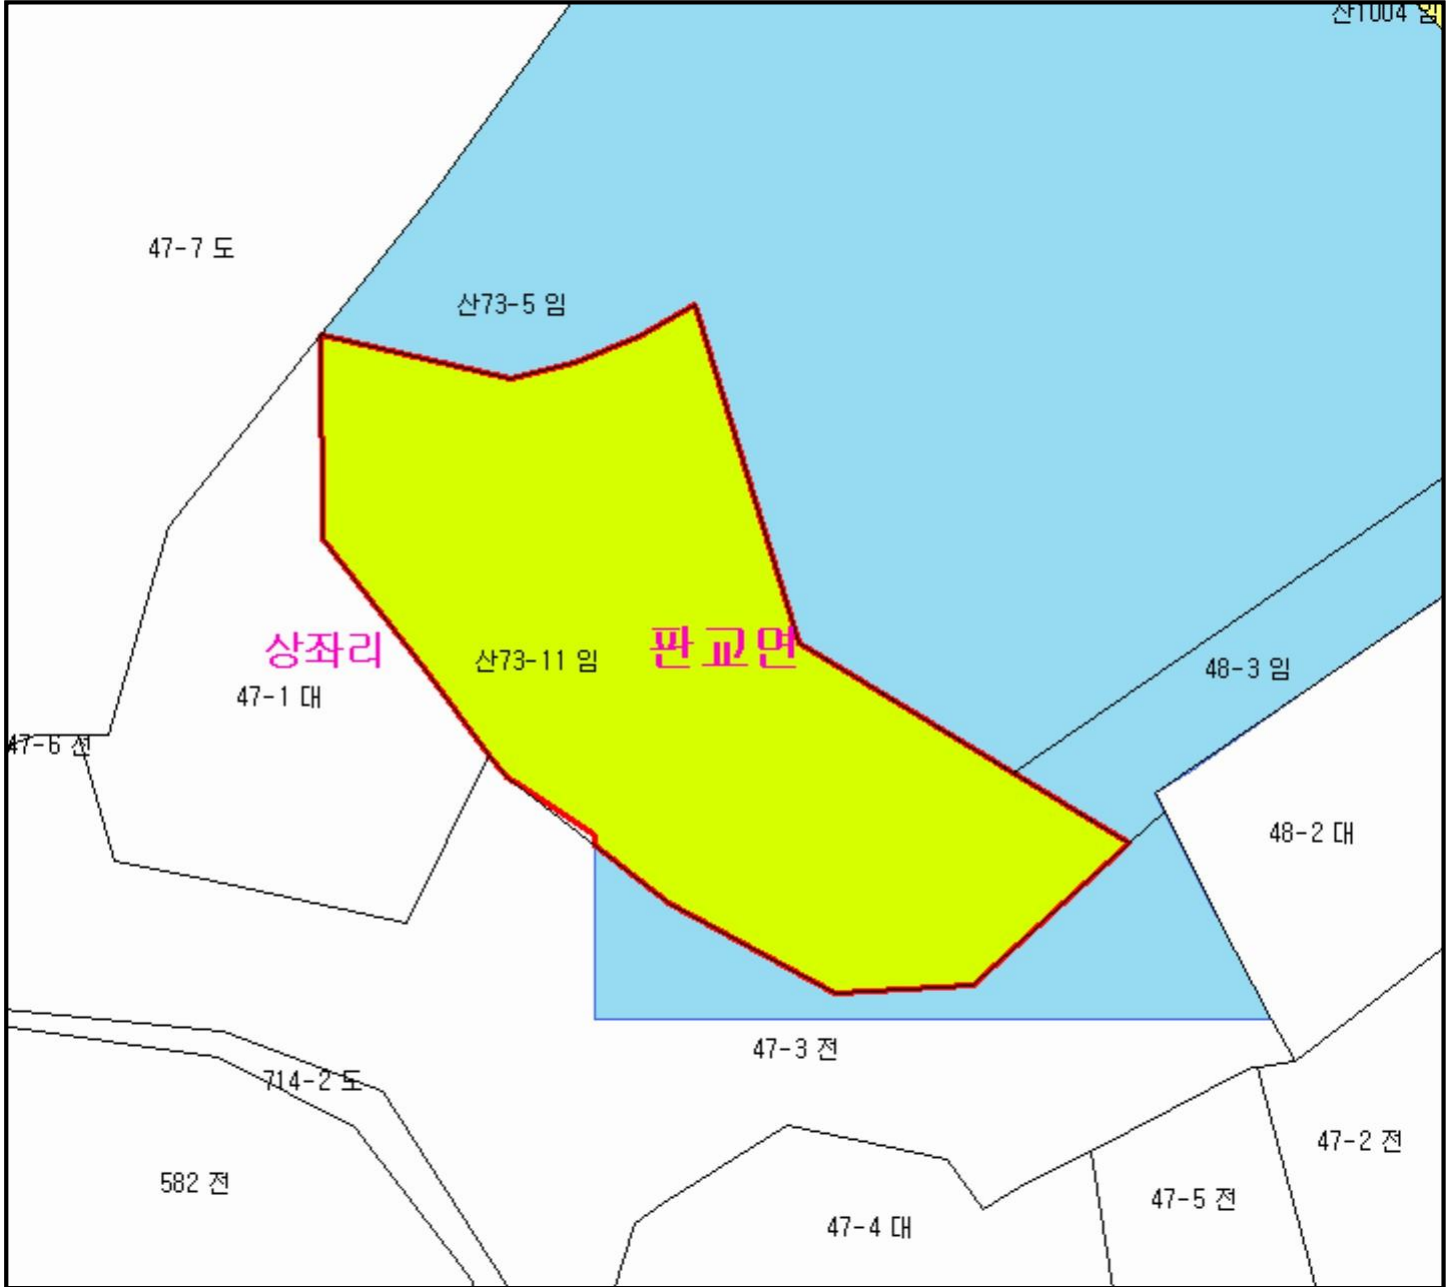 산1004 임
47-7 도
산73-5 임
상좌리
판교면
산73-11 임
48-3 임
47-1 대
47-6 전
48-2 대
47-3 전
714-2 도
47-2 전
582 전
47-5 전
47-4 대